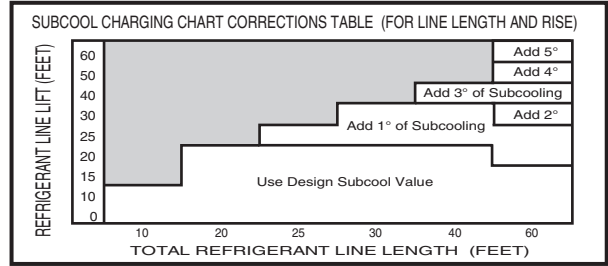 SUBCOOL CHARGING CHART CORRECTIONS TABLE (FOR LINE LENGTH AND RISE)
REFRIGERANT LINE LIFT (FEET)
60
50
40
30
25
20
15
10
0
Add 5°
Add 4°
Add 3° of Subcooling
Add 2°
Add 1° of Subcooling
Use Design Subcool Value
10 20 25 30 40 60
TOTAL REFRIGERANT LINE LENGTH (FEET)